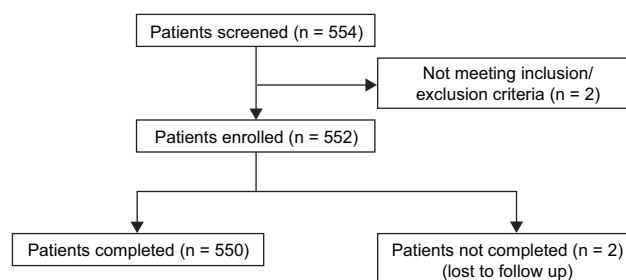 Patients screened (n = 554)
Not meeting inclusion/
exclusion criteria (n = 2)
Patients enrolled (n = 552)
Patients completed (n = 550)
Patients not completed (n = 2)
(lost to follow up)